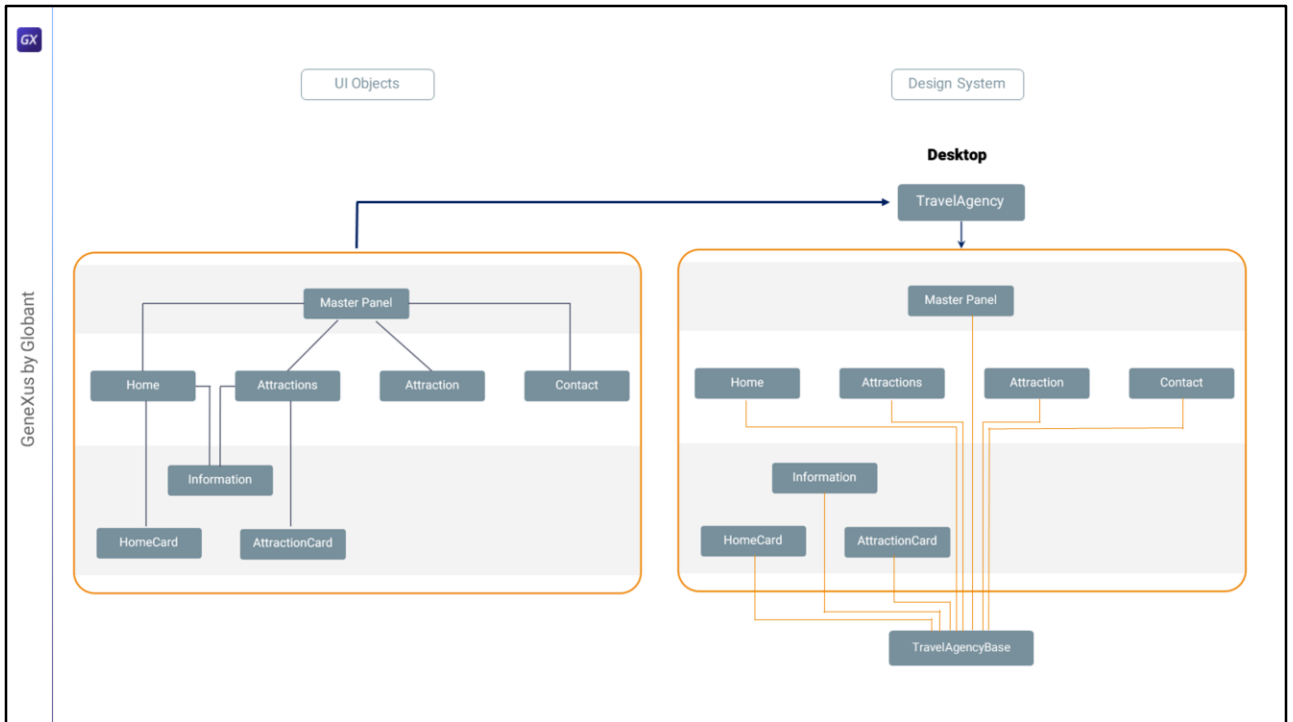 GX
GeneXus by Globant
UI Objects
Design System
Desktop
TravelAgency
Master Panel
Home
Attractions
Attraction
Contact
Information
HomeCard
AttractionCard
Master Panel
Home
Attractions
Attraction
Contact
Information
HomeCard
AttractionCard
TravelAgencyBase